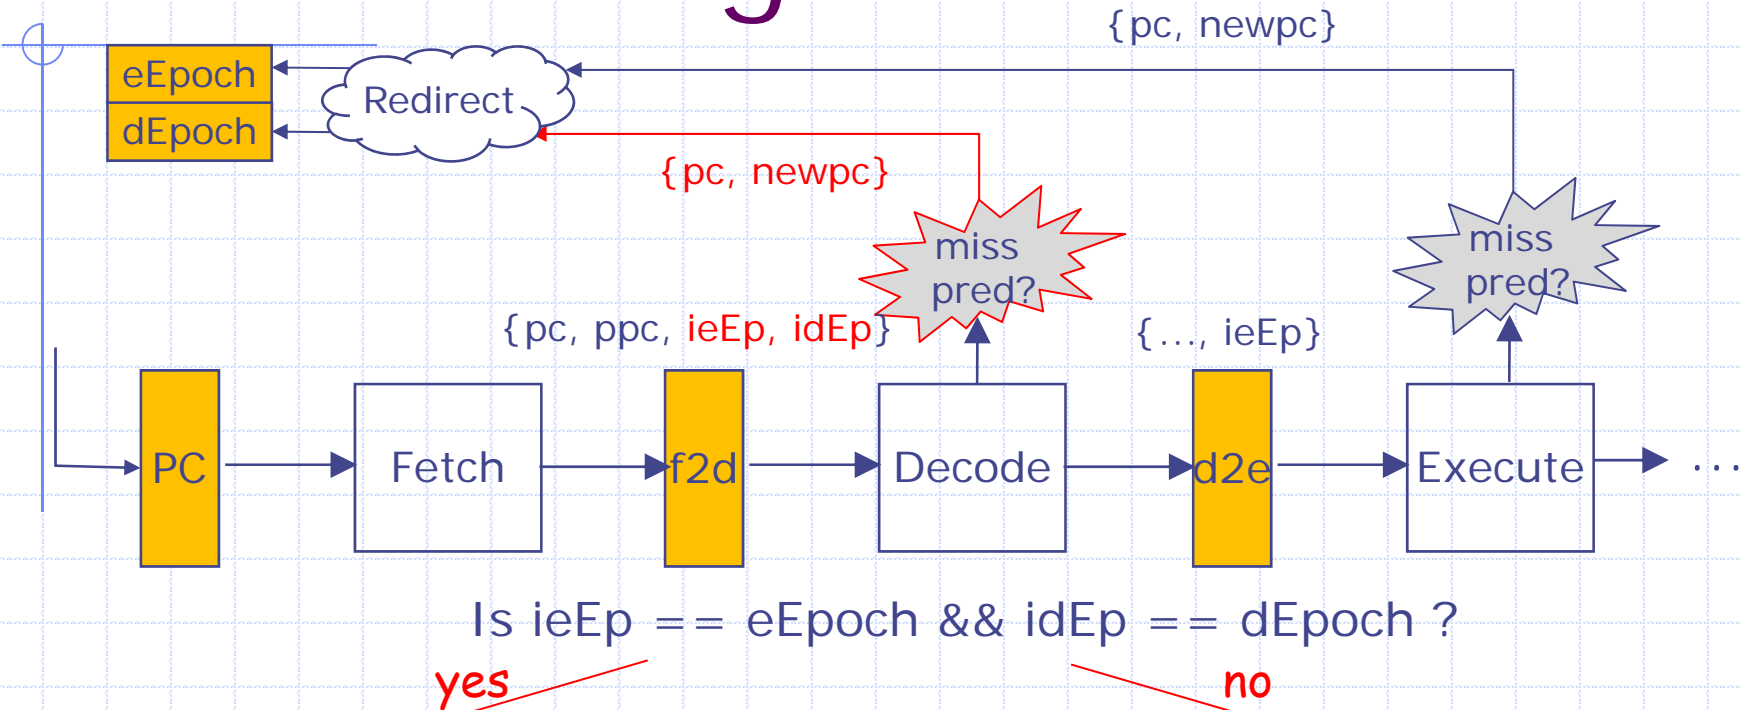 {pc, newpc}
eEpoch
Redirect
dEpoch
{pc, newpc}
miss
pred?
miss
pred?
{pc, ppc, ieEp, idEp}
{..., ieEp}
PC
Fetch
f2d
Decode
d2e
Execute
...
Is ieEp == eEpoch && idEp == dEpoch ?
yes
no